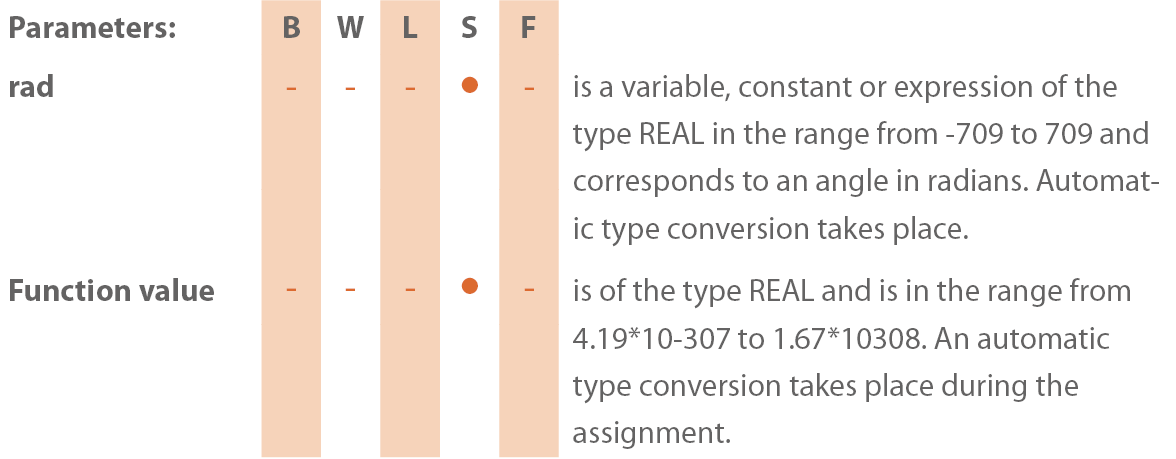 Parameters: B W L S F
rad - - - ● - is a variable, constant or expression of the
type REAL in the range from -709 to 709 and
corresponds to an angle in radians. Automat-
ic type conversion takes place.
Function value - - - ● - is of the type REAL and is in the range from
4.19*10-307 to 1.67*10308. An automatic
type conversion takes place during the
assignment.